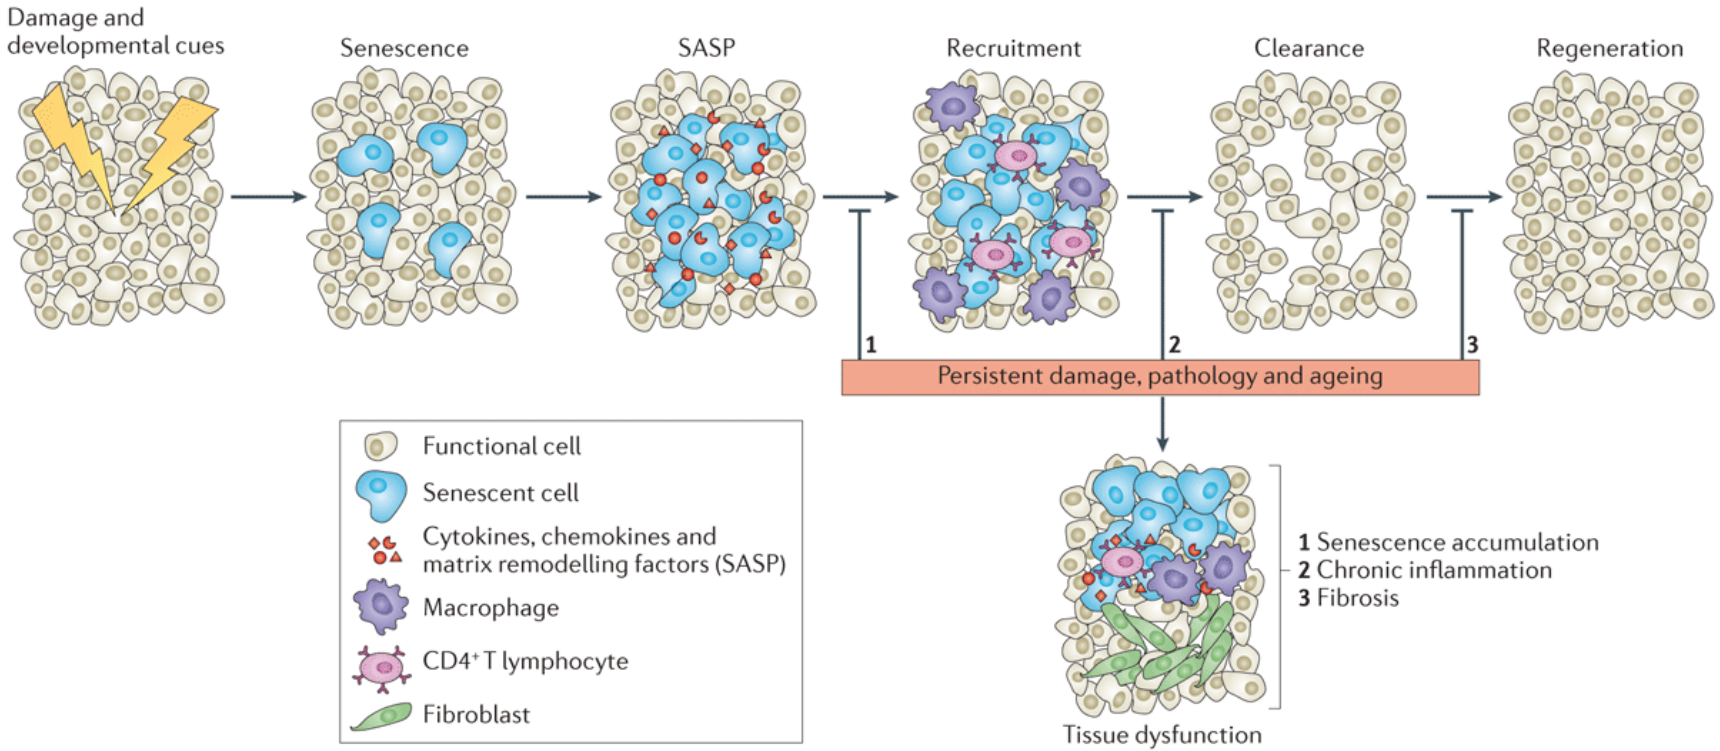 Damage and
developmental cues
Senescence
SASP
Recruitment
Clearance
Regeneration
1
2
3
Persistent damage, pathology and ageing
Functional cell
Senescent cell
Cytokines, chemokines and
matrix remodelling factors (SASP)
Macrophage
CD4⁺ T lymphocyte
Fibroblast
1 Senescence accumulation
2 Chronic inflammation
3 Fibrosis
Tissue dysfunction